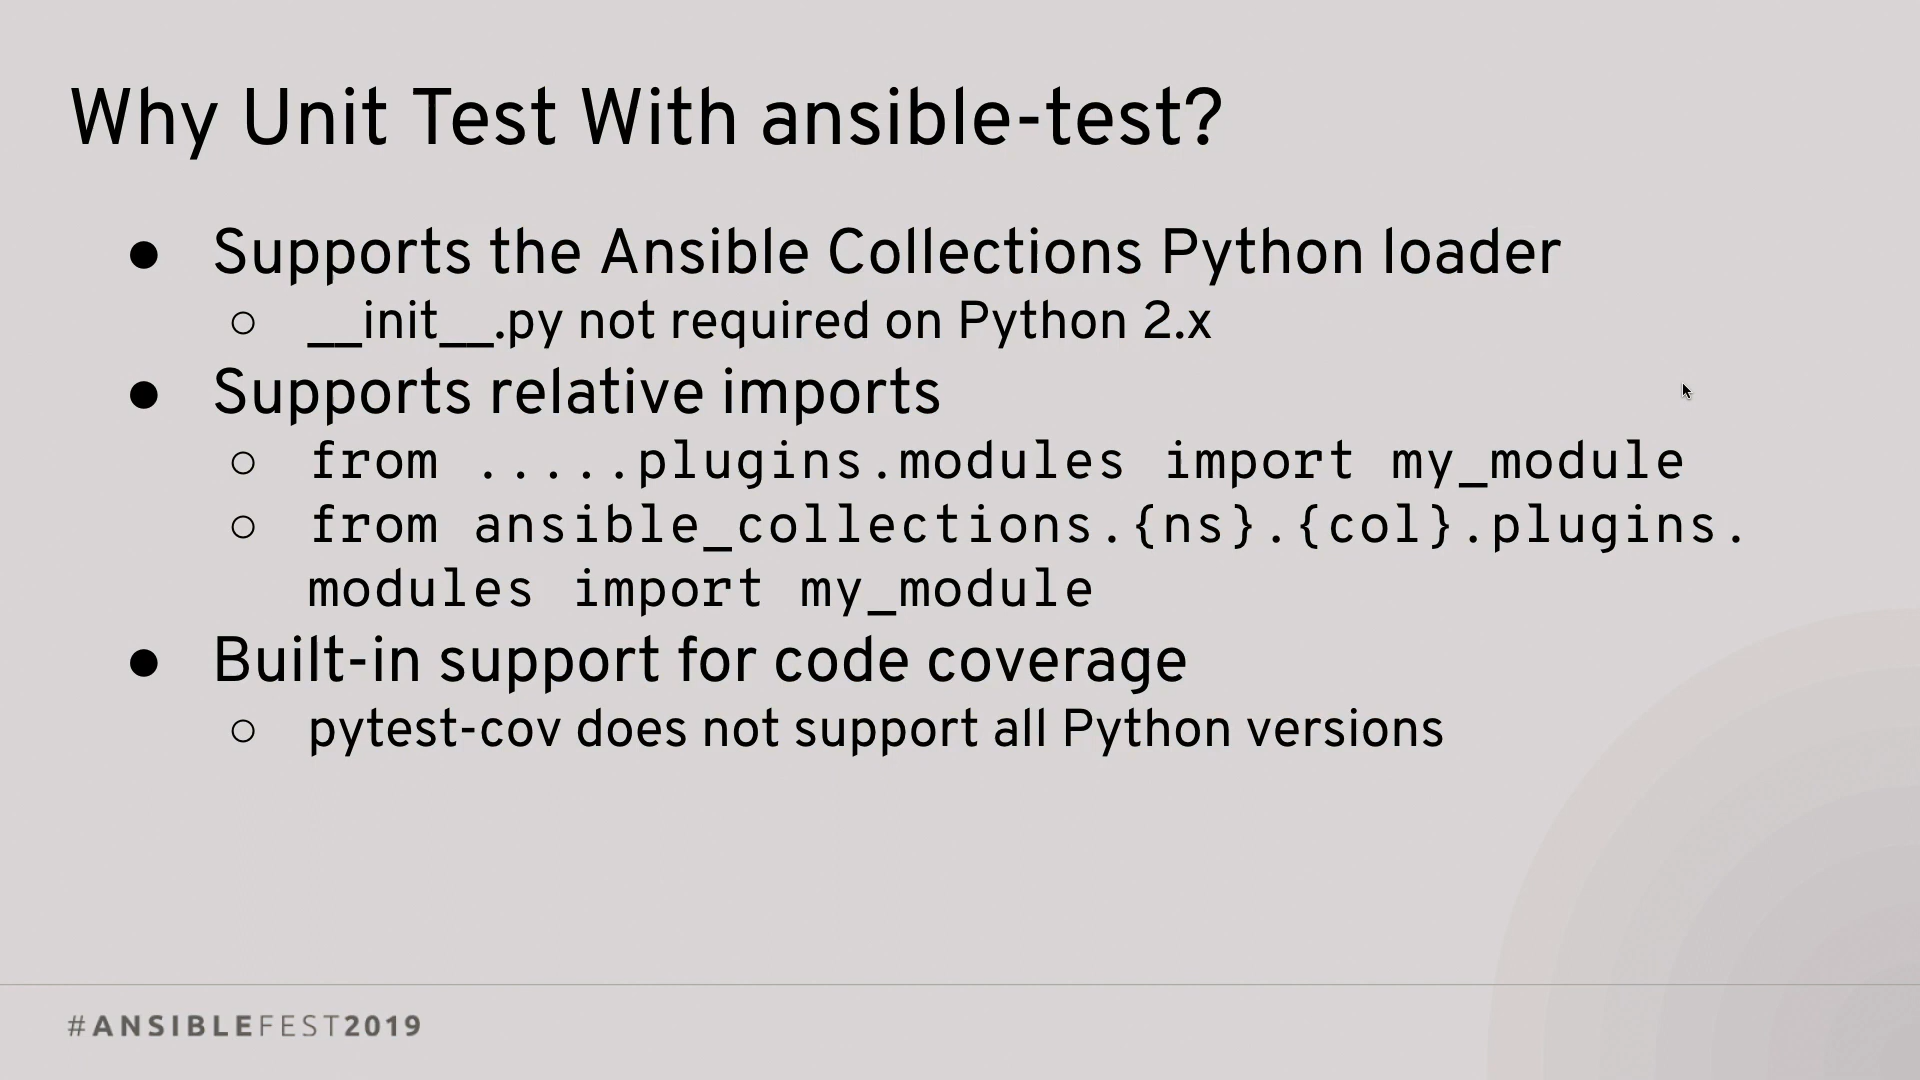 Why Unit Test With ansible-test?
● Supports the Ansible Collections Python loader
○ __init__.py not required on Python 2.x
● Supports relative imports
○ from .....plugins.modules import my_module
○ from ansible_collections.{ns}.{col}.plugins.
modules import my_module
● Built-in support for code coverage
○ pytest-cov does not support all Python versions
#ANSIBLEFEST2019